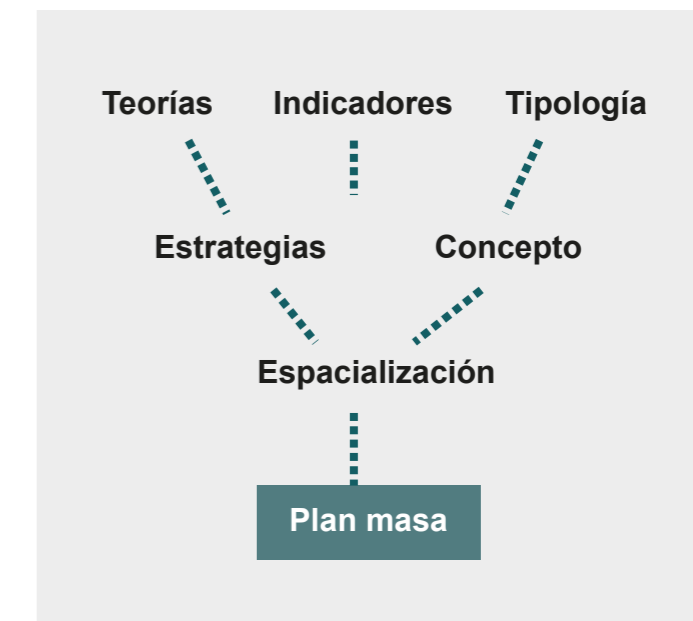 Teorías Indicadores Tipología
Estrategias Concepto
Espacialización
Plan masa